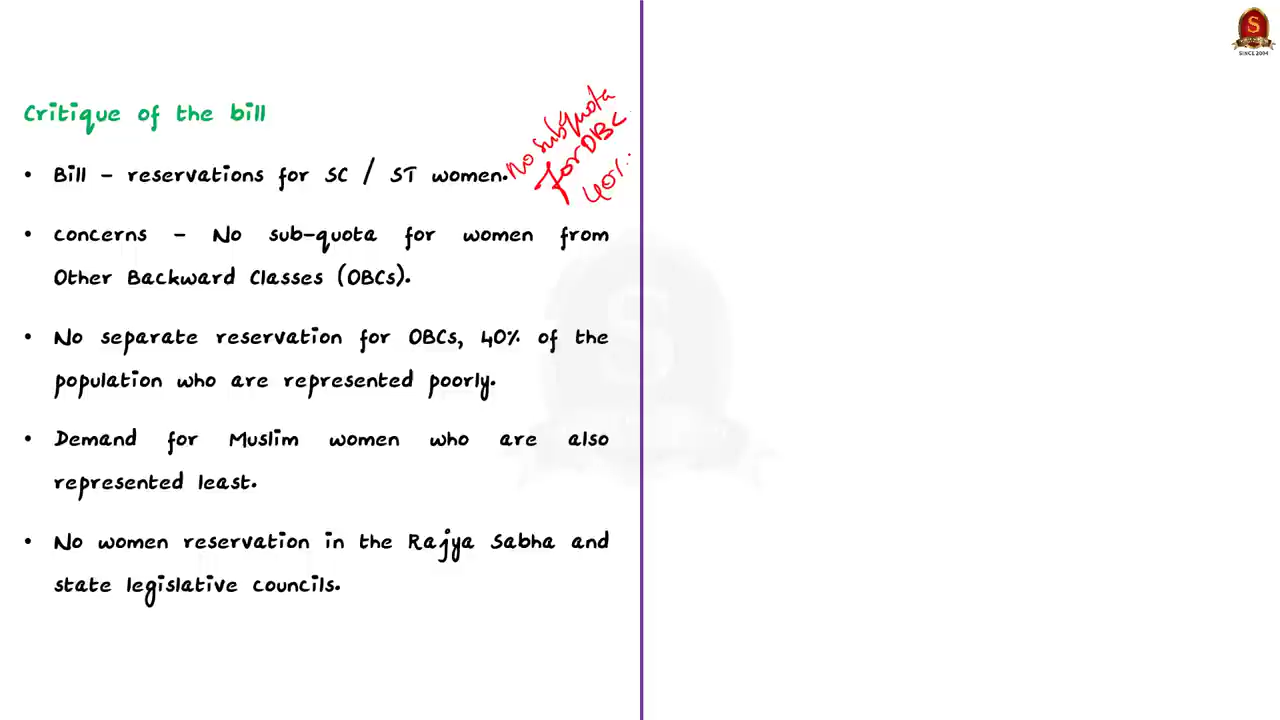 Critique of the bill
• Bill – reservations for SC / ST women.
No subquota
for OBC
40%.
• concerns – No sub-quota for women from
Other Backward Classes (OBCs).
• No separate reservation for OBCs, 40% of the
population who are represented poorly.
• Demand for Muslim women who are also
represented least.
• No women reservation in the Rajya Sabha and
state legislative councils.
S
SINCE 2004